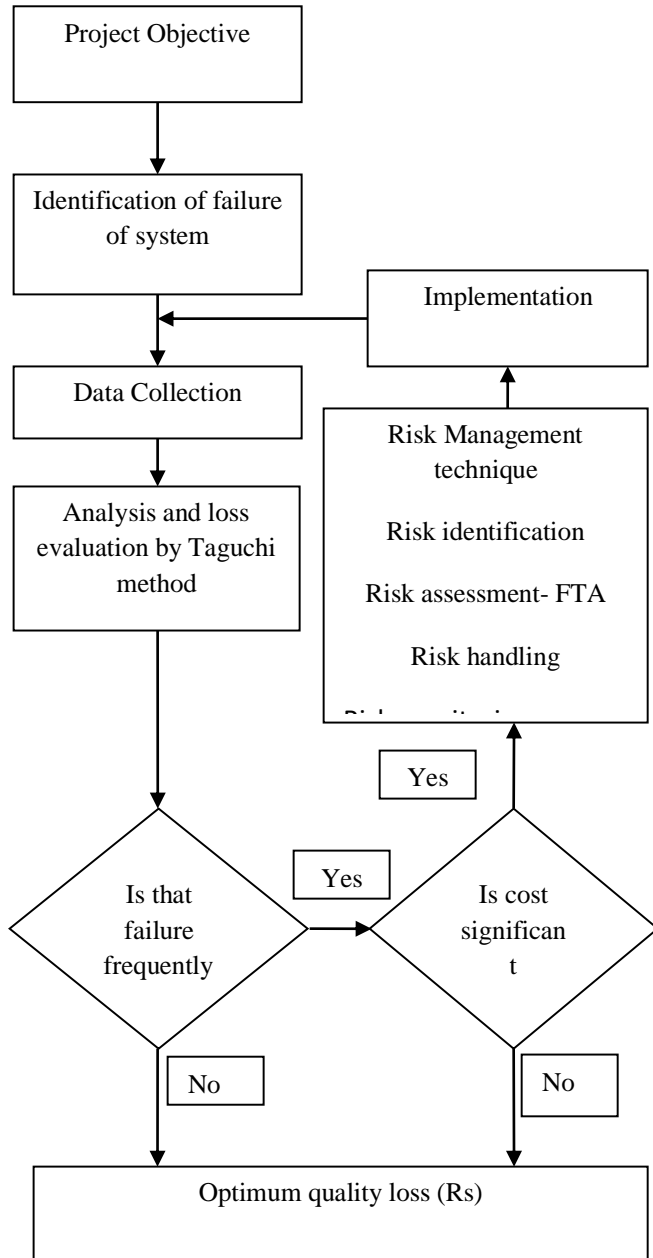 Project Objective
Identification of failure
of system
Implementation
Data Collection
Risk Management
technique
Risk identification
Risk assessment- FTA
Risk handling
Analysis and loss
evaluation by Taguchi
method
Yes
Yes
Is that
failure
frequently
Is cost
significan
t
No
No
Optimum quality loss (Rs)